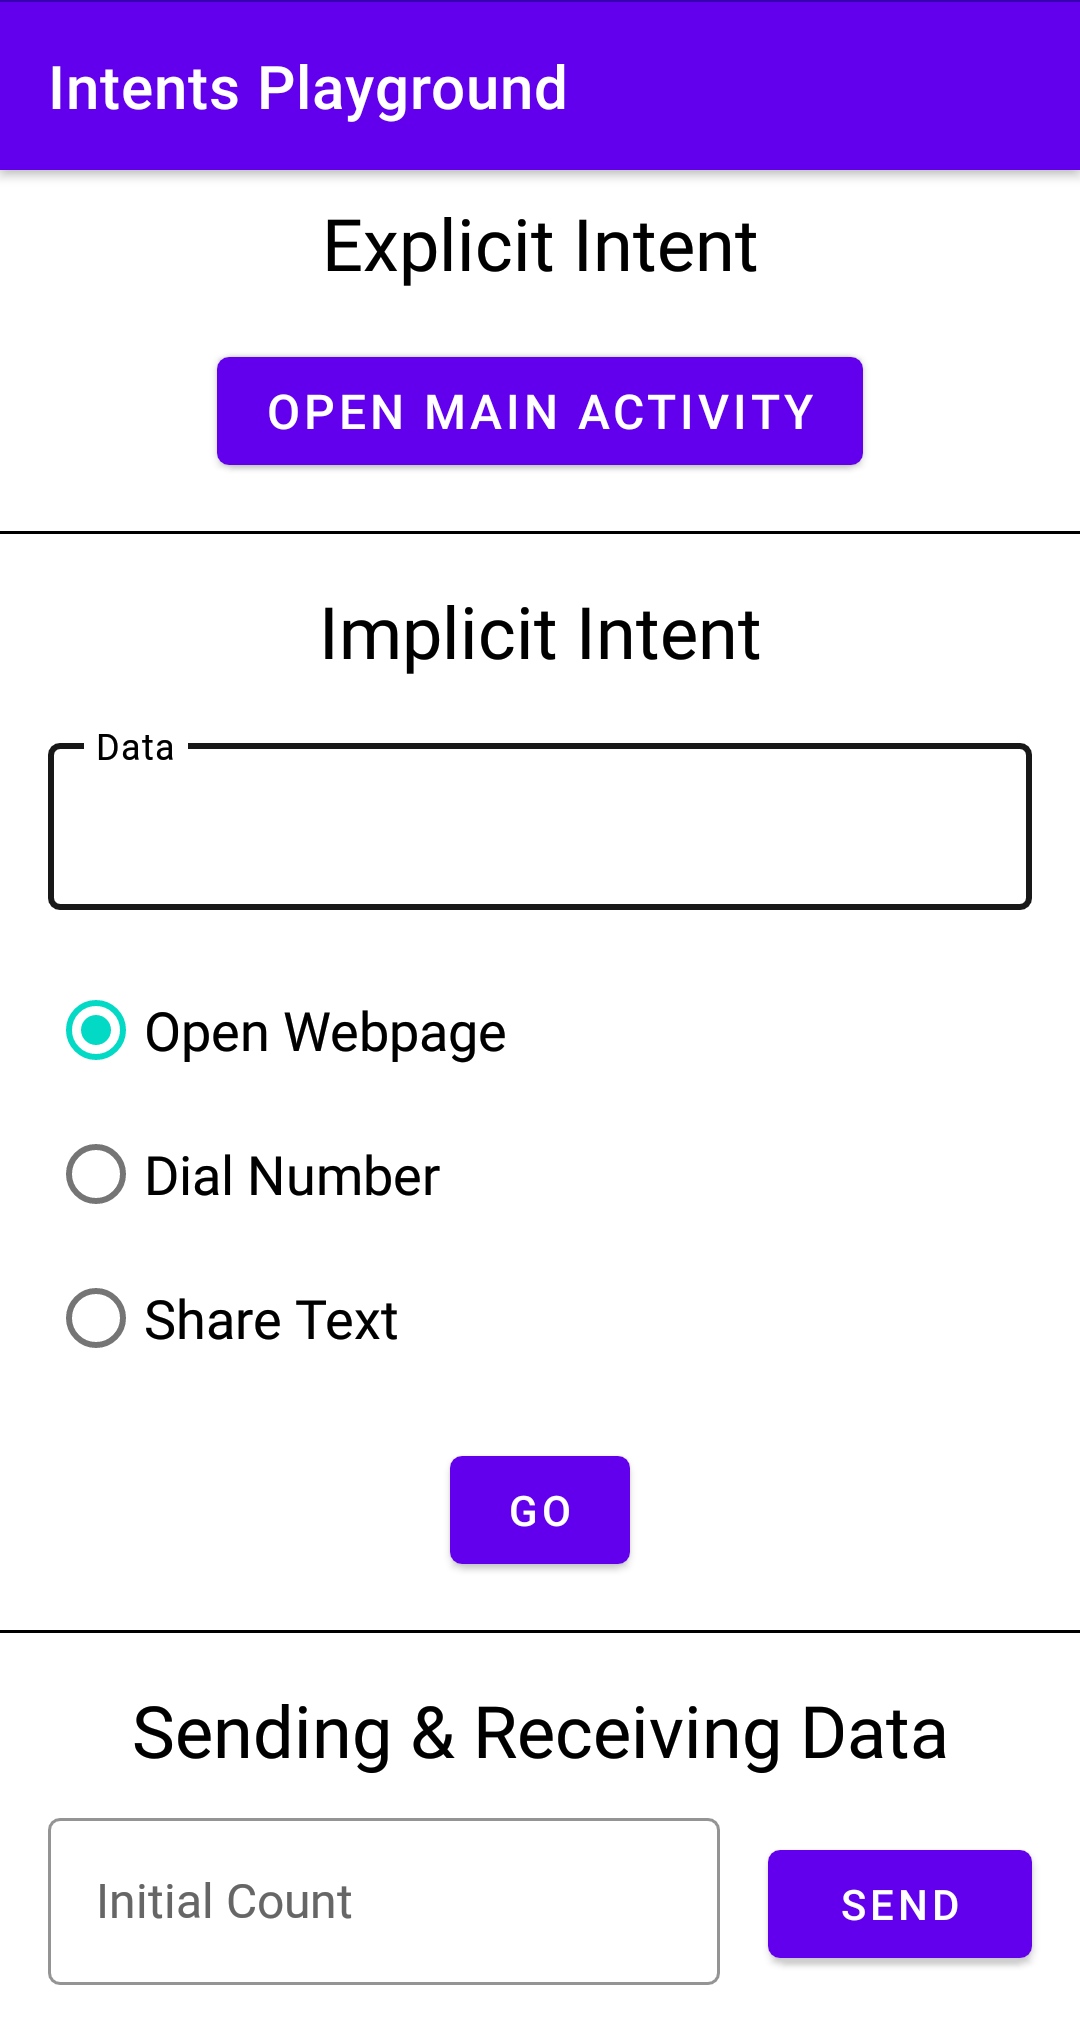 Intents Playground
Explicit Intent
OPEN MAIN ACTIVITY
Implicit Intent
Data
Open Webpage
Dial Number
Share Text
GO
Sending & Receiving Data
Initial Count
SEND